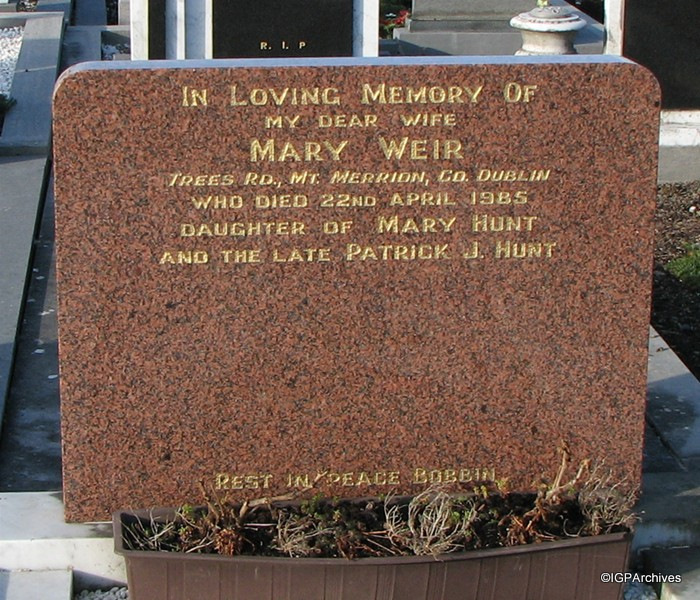 R. I. P
IN LOVING MEMORY OF
MY DEAR WIFE
MARY WEIR
TREES RD., MT. MERRION, CO. DUBLIN
WHO DIED 22ND APRIL 1985
DAUGHTER OF MARY HUNT
AND THE LATE PATRICK J. HUNT
REST IN PEACE BOBBIN
©IGPArchives